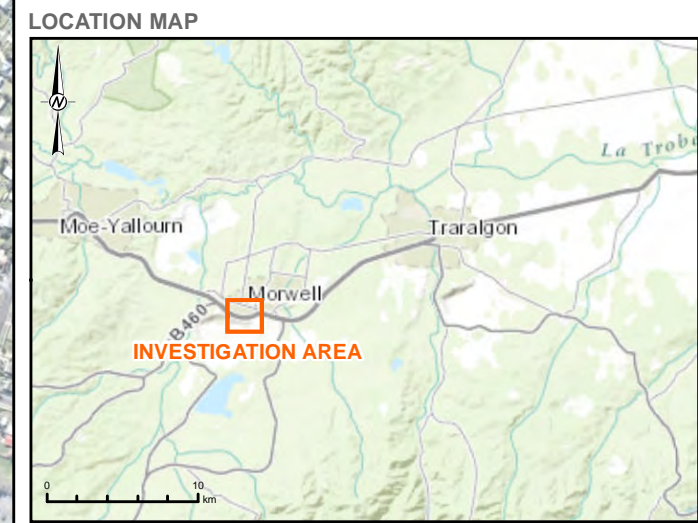 LOCATION MAP
N
La Trob
Moe-Yallourn
Traralgon
Morwell
B460
INVESTIGATION AREA
0 10
km